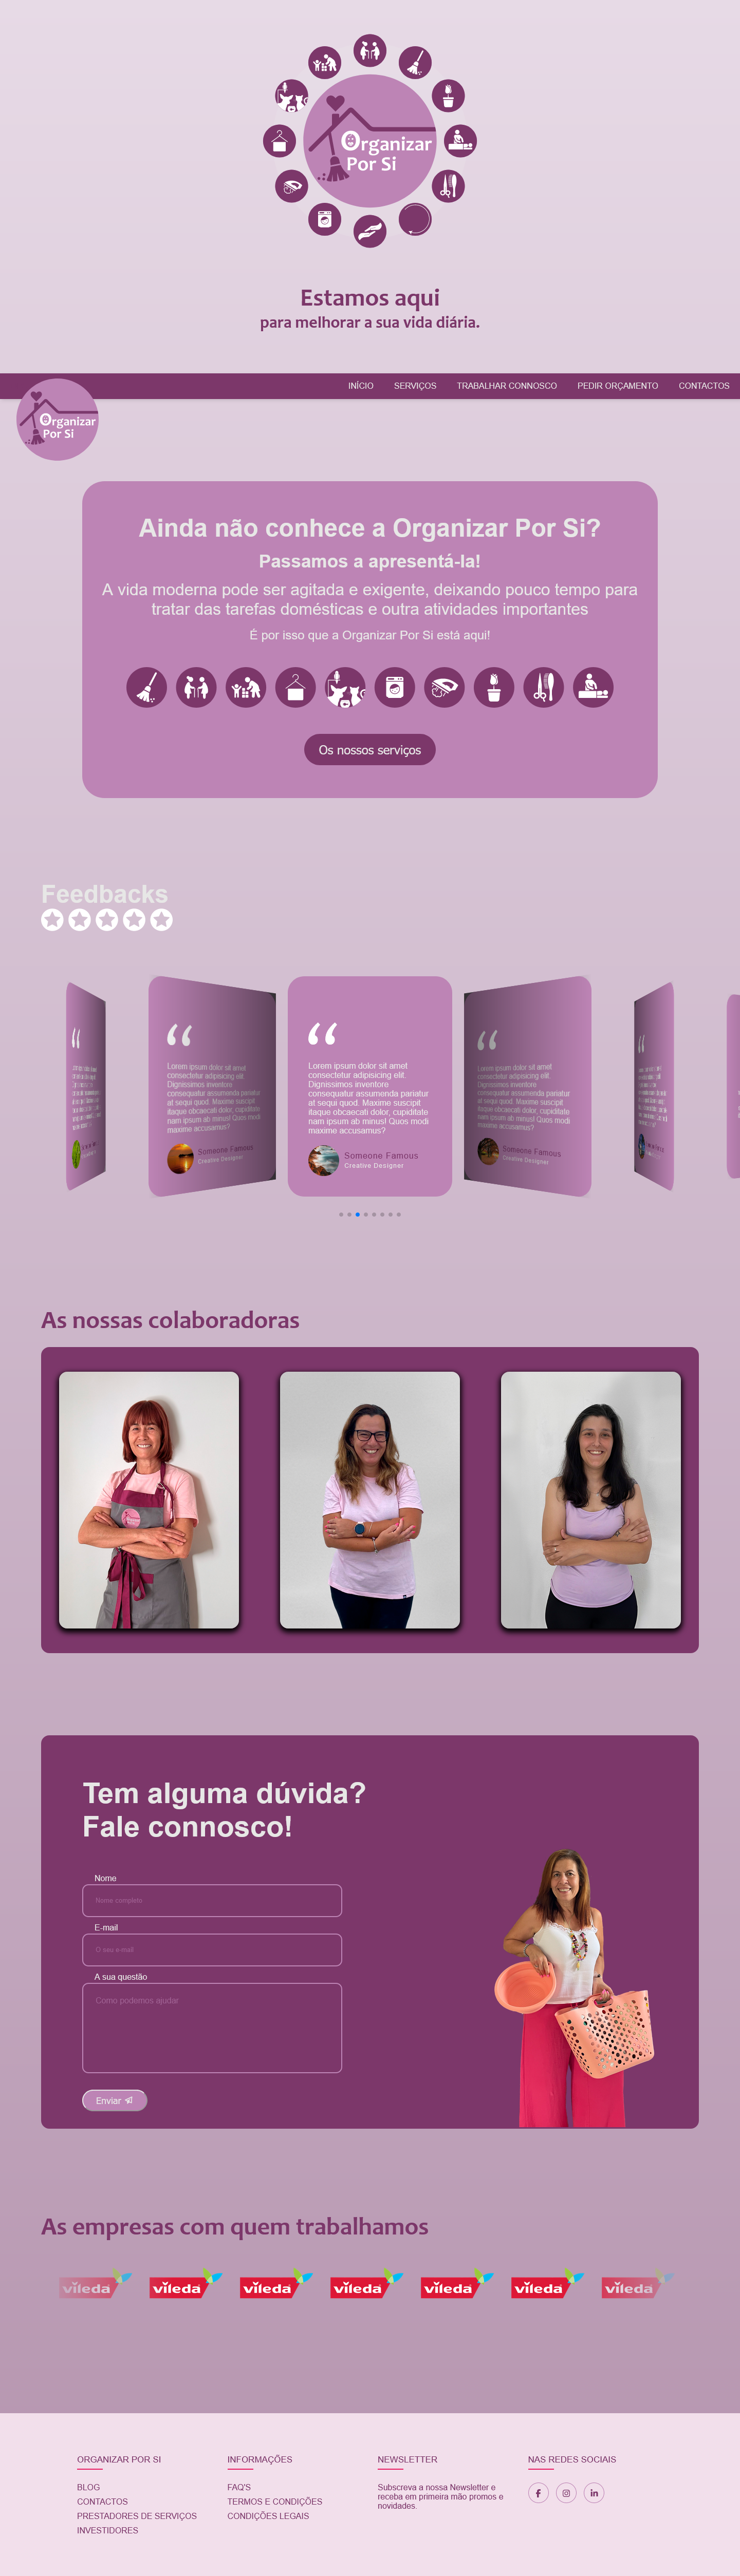 Organizar
Por Si
Estamos aqui
para melhorar a sua vida diária.
INÍCIO SERVIÇOS TRABALHAR CONNOSCO PEDIR ORÇAMENTO CONTACTOS
Organizar
Por Si
Ainda não conhece a Organizar Por Si?
Passamos a apresentá-la!
A vida moderna pode ser agitada e exigente, deixando pouco tempo para
tratar das tarefas domésticas e outra atividades importantes
É por isso que a Organizar Por Si está aqui!
Os nossos serviços
Feedbacks
“
Lorem ipsum dolor sit amet
consectetur adipisicing elit.
Dignissimos inventore
consequatur assumenda pariatur
at sequi quod. Maxime suscipit
itaque obcaecati dolor, cupiditate
nam ipsum ab minus! Quos modi
maxime accusamus?
Someone Famous
Creative Designer
“
Lorem ipsum dolor sit amet
consectetur adipisicing elit.
Dignissimos inventore
consequatur assumenda pariatur
at sequi quod. Maxime suscipit
itaque obcaecati dolor, cupiditate
nam ipsum ab minus! Quos modi
maxime accusamus?
Someone Famous
Creative Designer
“
Lorem ipsum dolor sit amet
consectetur adipisicing elit.
Dignissimos inventore
consequatur assumenda pariatur
at sequi quod. Maxime suscipit
itaque obcaecati dolor, cupiditate
nam ipsum ab minus! Quos modi
maxime accusamus?
Someone Famous
Creative Designer
As nossas colaboradoras
Tem alguma dúvida?
Fale connosco!
Nome
Nome completo
E-mail
O seu e-mail
A sua questão
Como podemos ajudar
Enviar
As empresas com quem trabalhamos
vileda vileda vileda vileda vileda vileda vileda
ORGANIZAR POR SI
BLOG
CONTACTOS
PRESTADORES DE SERVIÇOS
INVESTIDORES
INFORMAÇÕES
FAQ'S
TERMOS E CONDIÇÕES
CONDIÇÕES LEGAIS
NEWSLETTER
Subscreva a nossa Newsletter e
receba em primeira mão promos e
novidades.
NAS REDES SOCIAIS